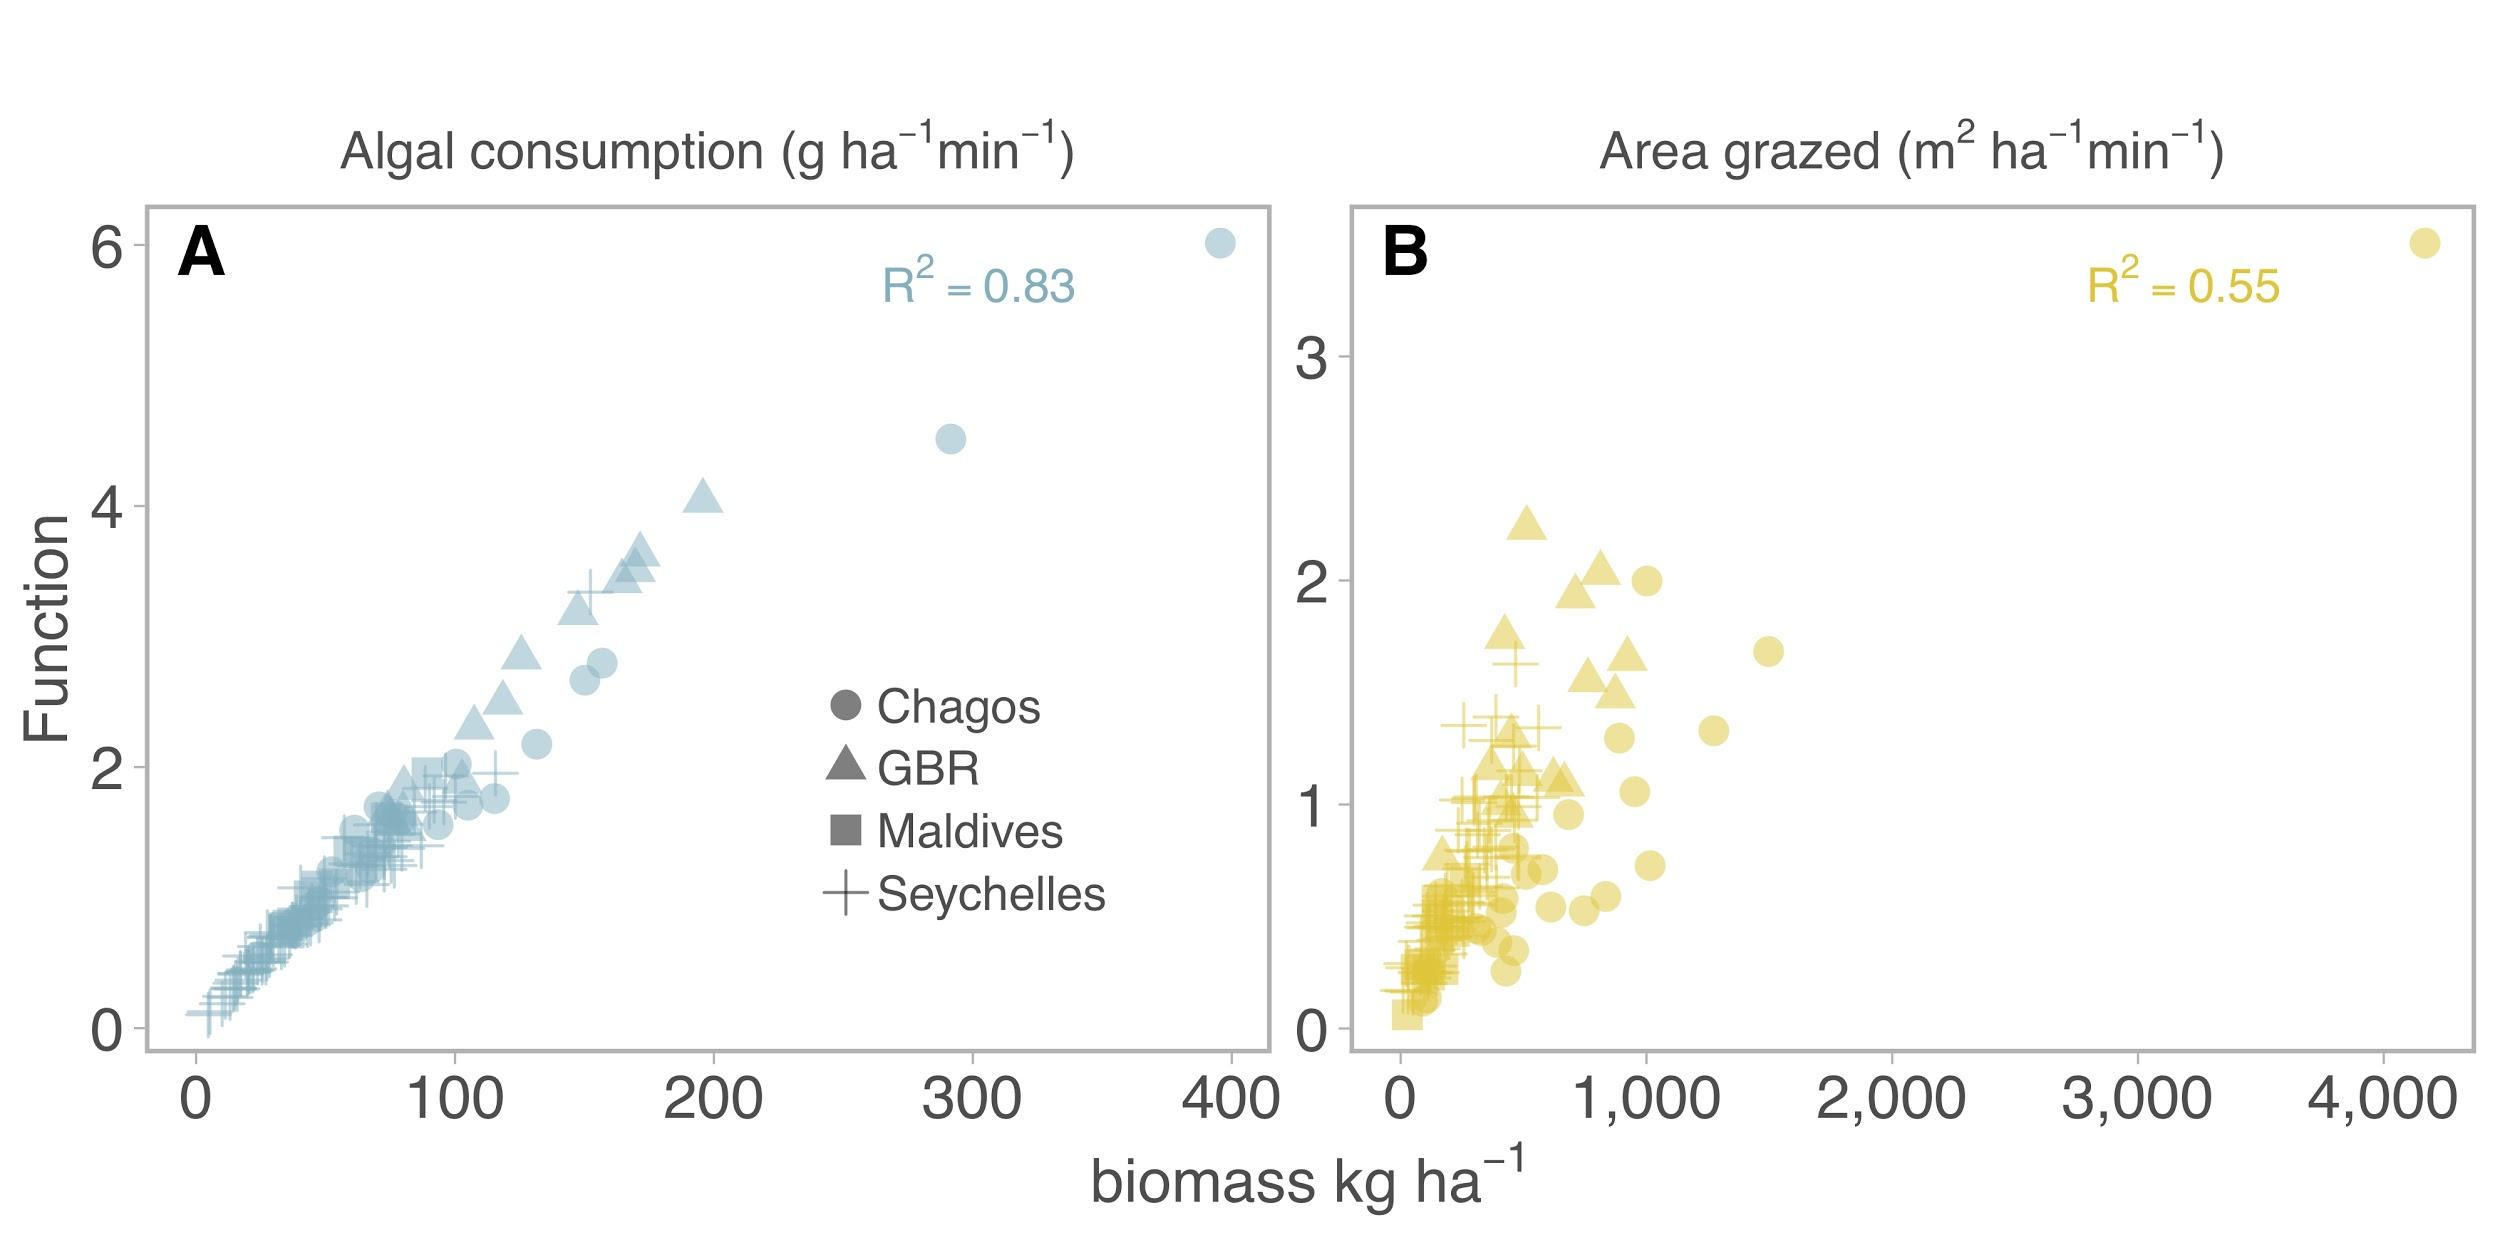 Algal consumption (g ha⁻¹min⁻¹)
Area grazed (m² ha⁻¹min⁻¹)
A
R² = 0.83
B
R² = 0.55
Function
6
4
2
0
3
2
1
0
Chagos
GBR
Maldives
Seychelles
0 100 200 300 400
0 1,000 2,000 3,000 4,000
biomass kg ha⁻¹